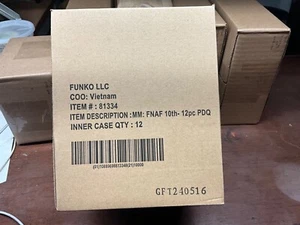 FUNKO LLC
COO: Vietnam
ITEM # : 81334
ITEM DESCRIPTION :MM: FNAF 10th- 12pc PDQ
INNER CASE QTY : 12
GFT240516